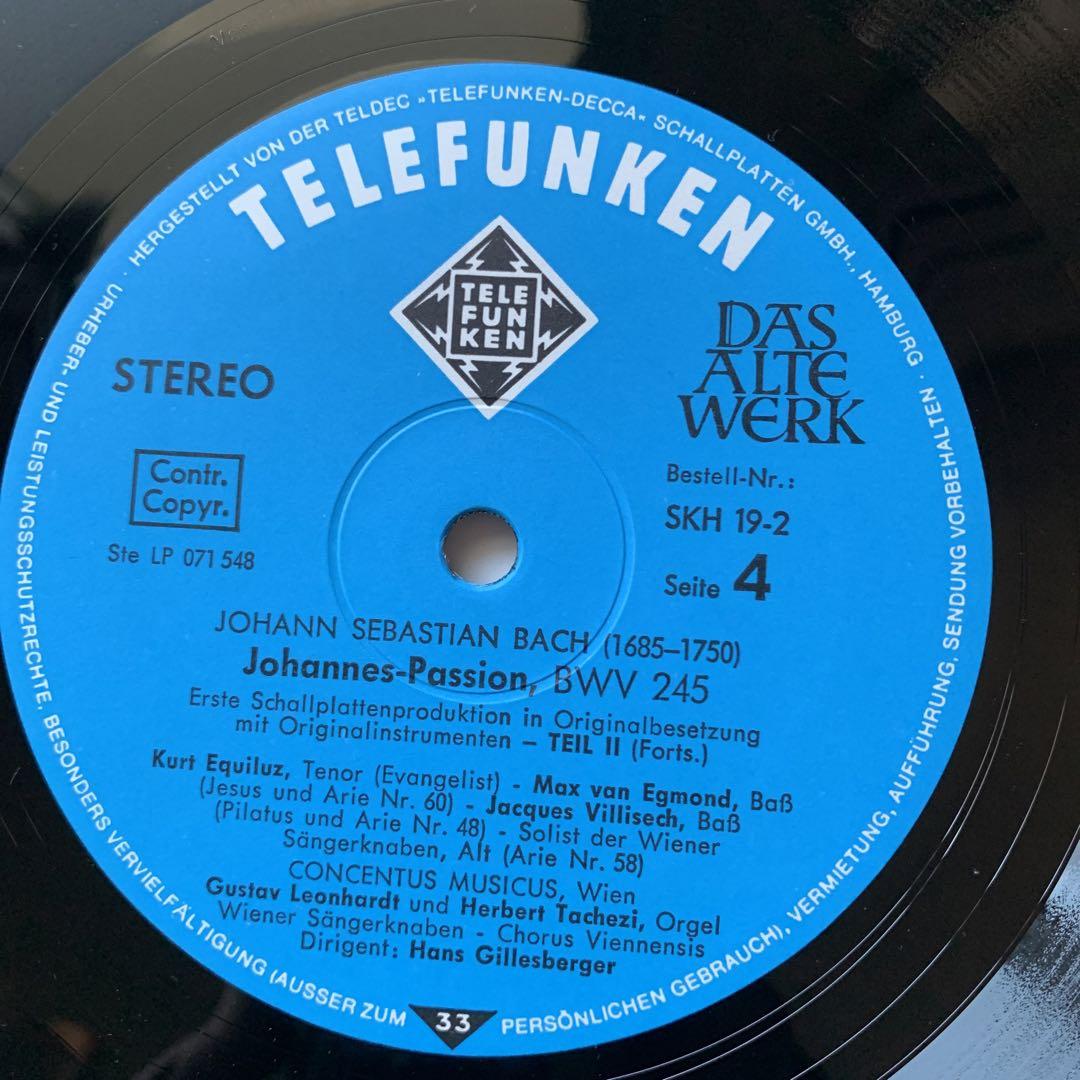 HERGESTELLT VON DER TELDEC »TELEFUNKEN-DECCA« SCHALLPLATTEN GMBH., HAMBURG · URHEBER- UND LEISTUNGSSCHUTZRECHTE, BESONDERS VERVIELFÄLTIGUNG (AUSSER ZUM PERSÖNLICHEN GEBRAUCH), VERMIETUNG, AUFFÜHRUNG, SENDUNG VORBEHALTEN ·
TELEFUNKEN
TELE
FUN
KEN
STEREO
DAS
ALTE
WERK
Contr.
Copyr.
Ste LP 071 548
Bestell-Nr.:
SKH 19-2
Seite 4
JOHANN SEBASTIAN BACH (1685–1750)
Johannes-Passion, BWV 245
Erste Schallplattenproduktion in Originalbesetzung
mit Originalinstrumenten – TEIL II (Forts.)
Kurt Equiluz, Tenor (Evangelist) - Max van Egmond, Baß
(Jesus und Arie Nr. 60) - Jacques Villisech, Baß
(Pilatus und Arie Nr. 48) - Solist der Wiener
Sängerknaben, Alt (Arie Nr. 58)
CONCENTUS MUSICUS, Wien
Gustav Leonhardt und Herbert Tachezi, Orgel
Wiener Sängerknaben - Chorus Viennensis
Dirigent: Hans Gillesberger
33